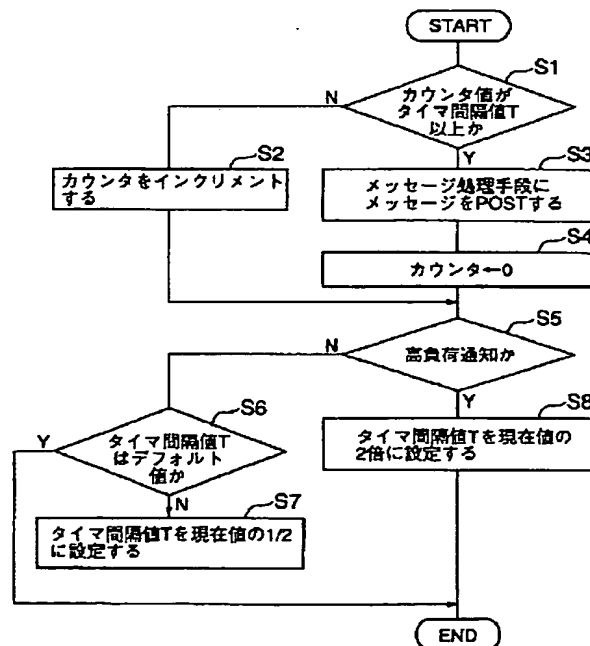 START
S1
カウンタ値が
タイマ間隔値T
以上か
N
Y
S2
カウンタをインクリメント
する
S3
メッセージ処理手段に
メッセージをPOSTする
S4
カウンタ←0
S5
高負荷通知か
N
Y
S6
タイマ間隔値T
はデフォルト
値か
Y
N
S8
タイマ間隔値Tを現在値の
2倍に設定する
S7
タイマ間隔値Tを現在値の1/2
に設定する
END